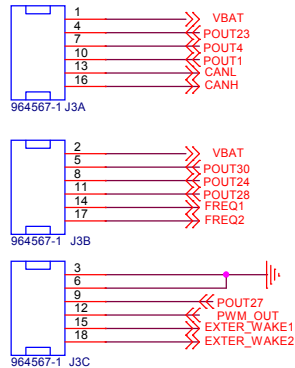 1 VBAT
4 POUT23
7 POUT4
10 POUT1
13 CANL
16 CANH
964567-1 J3A
2 VBAT
5 POUT30
8 POUT24
11 POUT28
14 FREQ1
17 FREQ2
964567-1 J3B
3
6
9 POUT27
12 PWM_OUT
15 EXTER_WAKE1
18 EXTER_WAKE2
964567-1 J3C